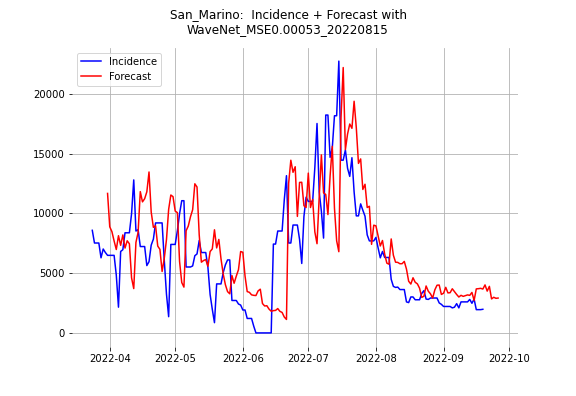 San_Marino:  Incidence + Forecast with
WaveNet_MSE0.00053_20220815
Incidence
Forecast
20000
15000
10000
5000
0
2022-04 2022-05 2022-06 2022-07 2022-08 2022-09 2022-10